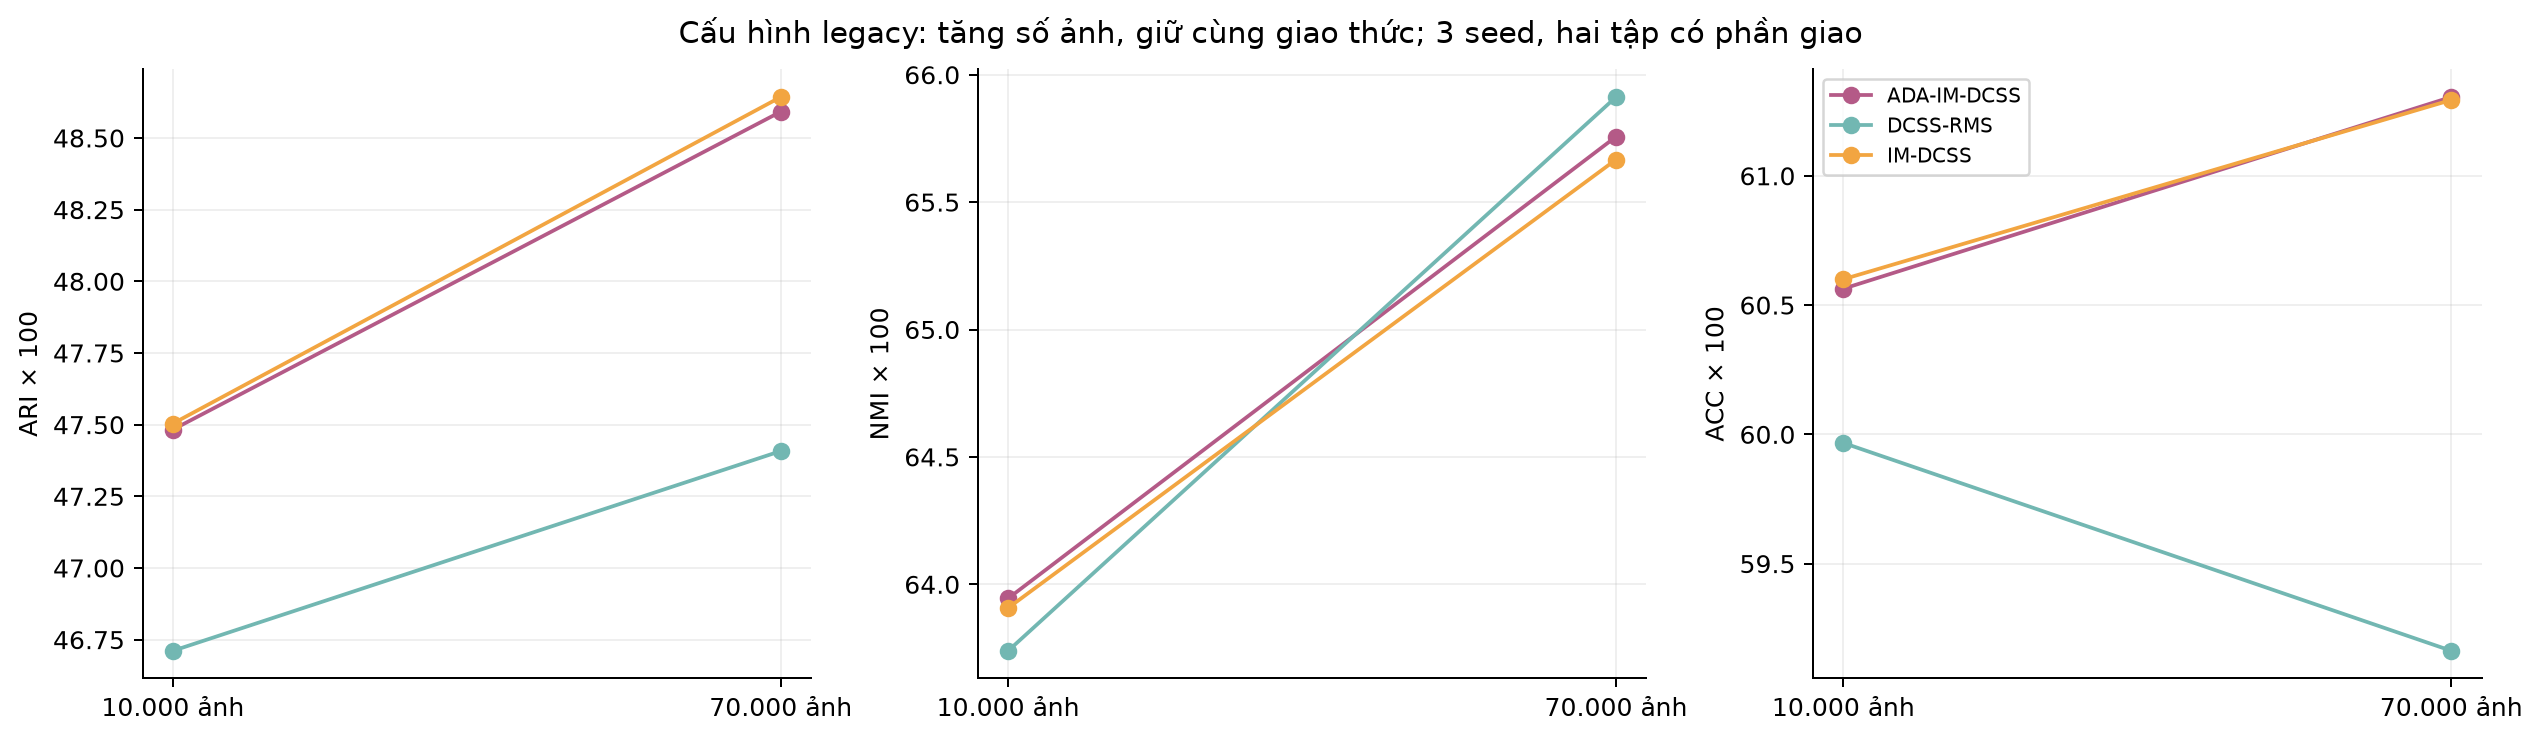 Cấu hình legacy: tăng số ảnh, giữ cùng giao thức; 3 seed, hai tập có phần giao
ARI × 100
48.50
48.25
48.00
47.75
47.50
47.25
47.00
46.75
10.000 ảnh
70.000 ảnh
NMI × 100
66.0
65.5
65.0
64.5
64.0
10.000 ảnh
70.000 ảnh
ACC × 100
61.0
60.5
60.0
59.5
ADA-IM-DCSS
DCSS-RMS
IM-DCSS
10.000 ảnh
70.000 ảnh